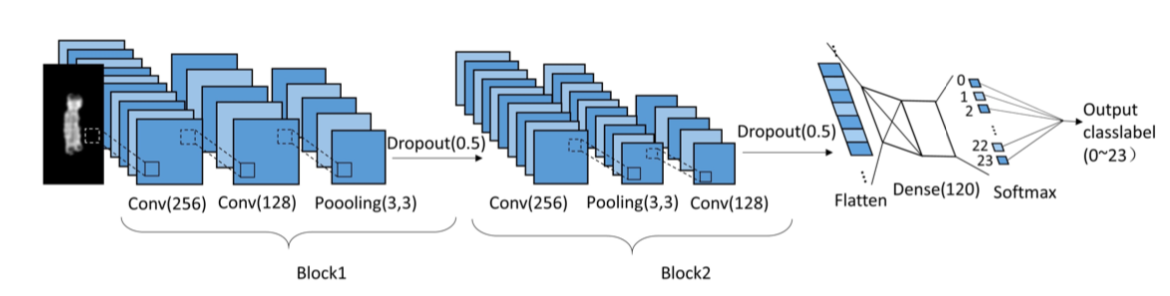 Dropout(0.5)
Dropout(0.5)
0
1
2
22
23
Output
classlabel
(0~23）
Conv(256) Conv(128) Poooling(3,3)
Conv(256) Pooling(3,3) Conv(128)
Flatten Dense(120) Softmax
Block1
Block2